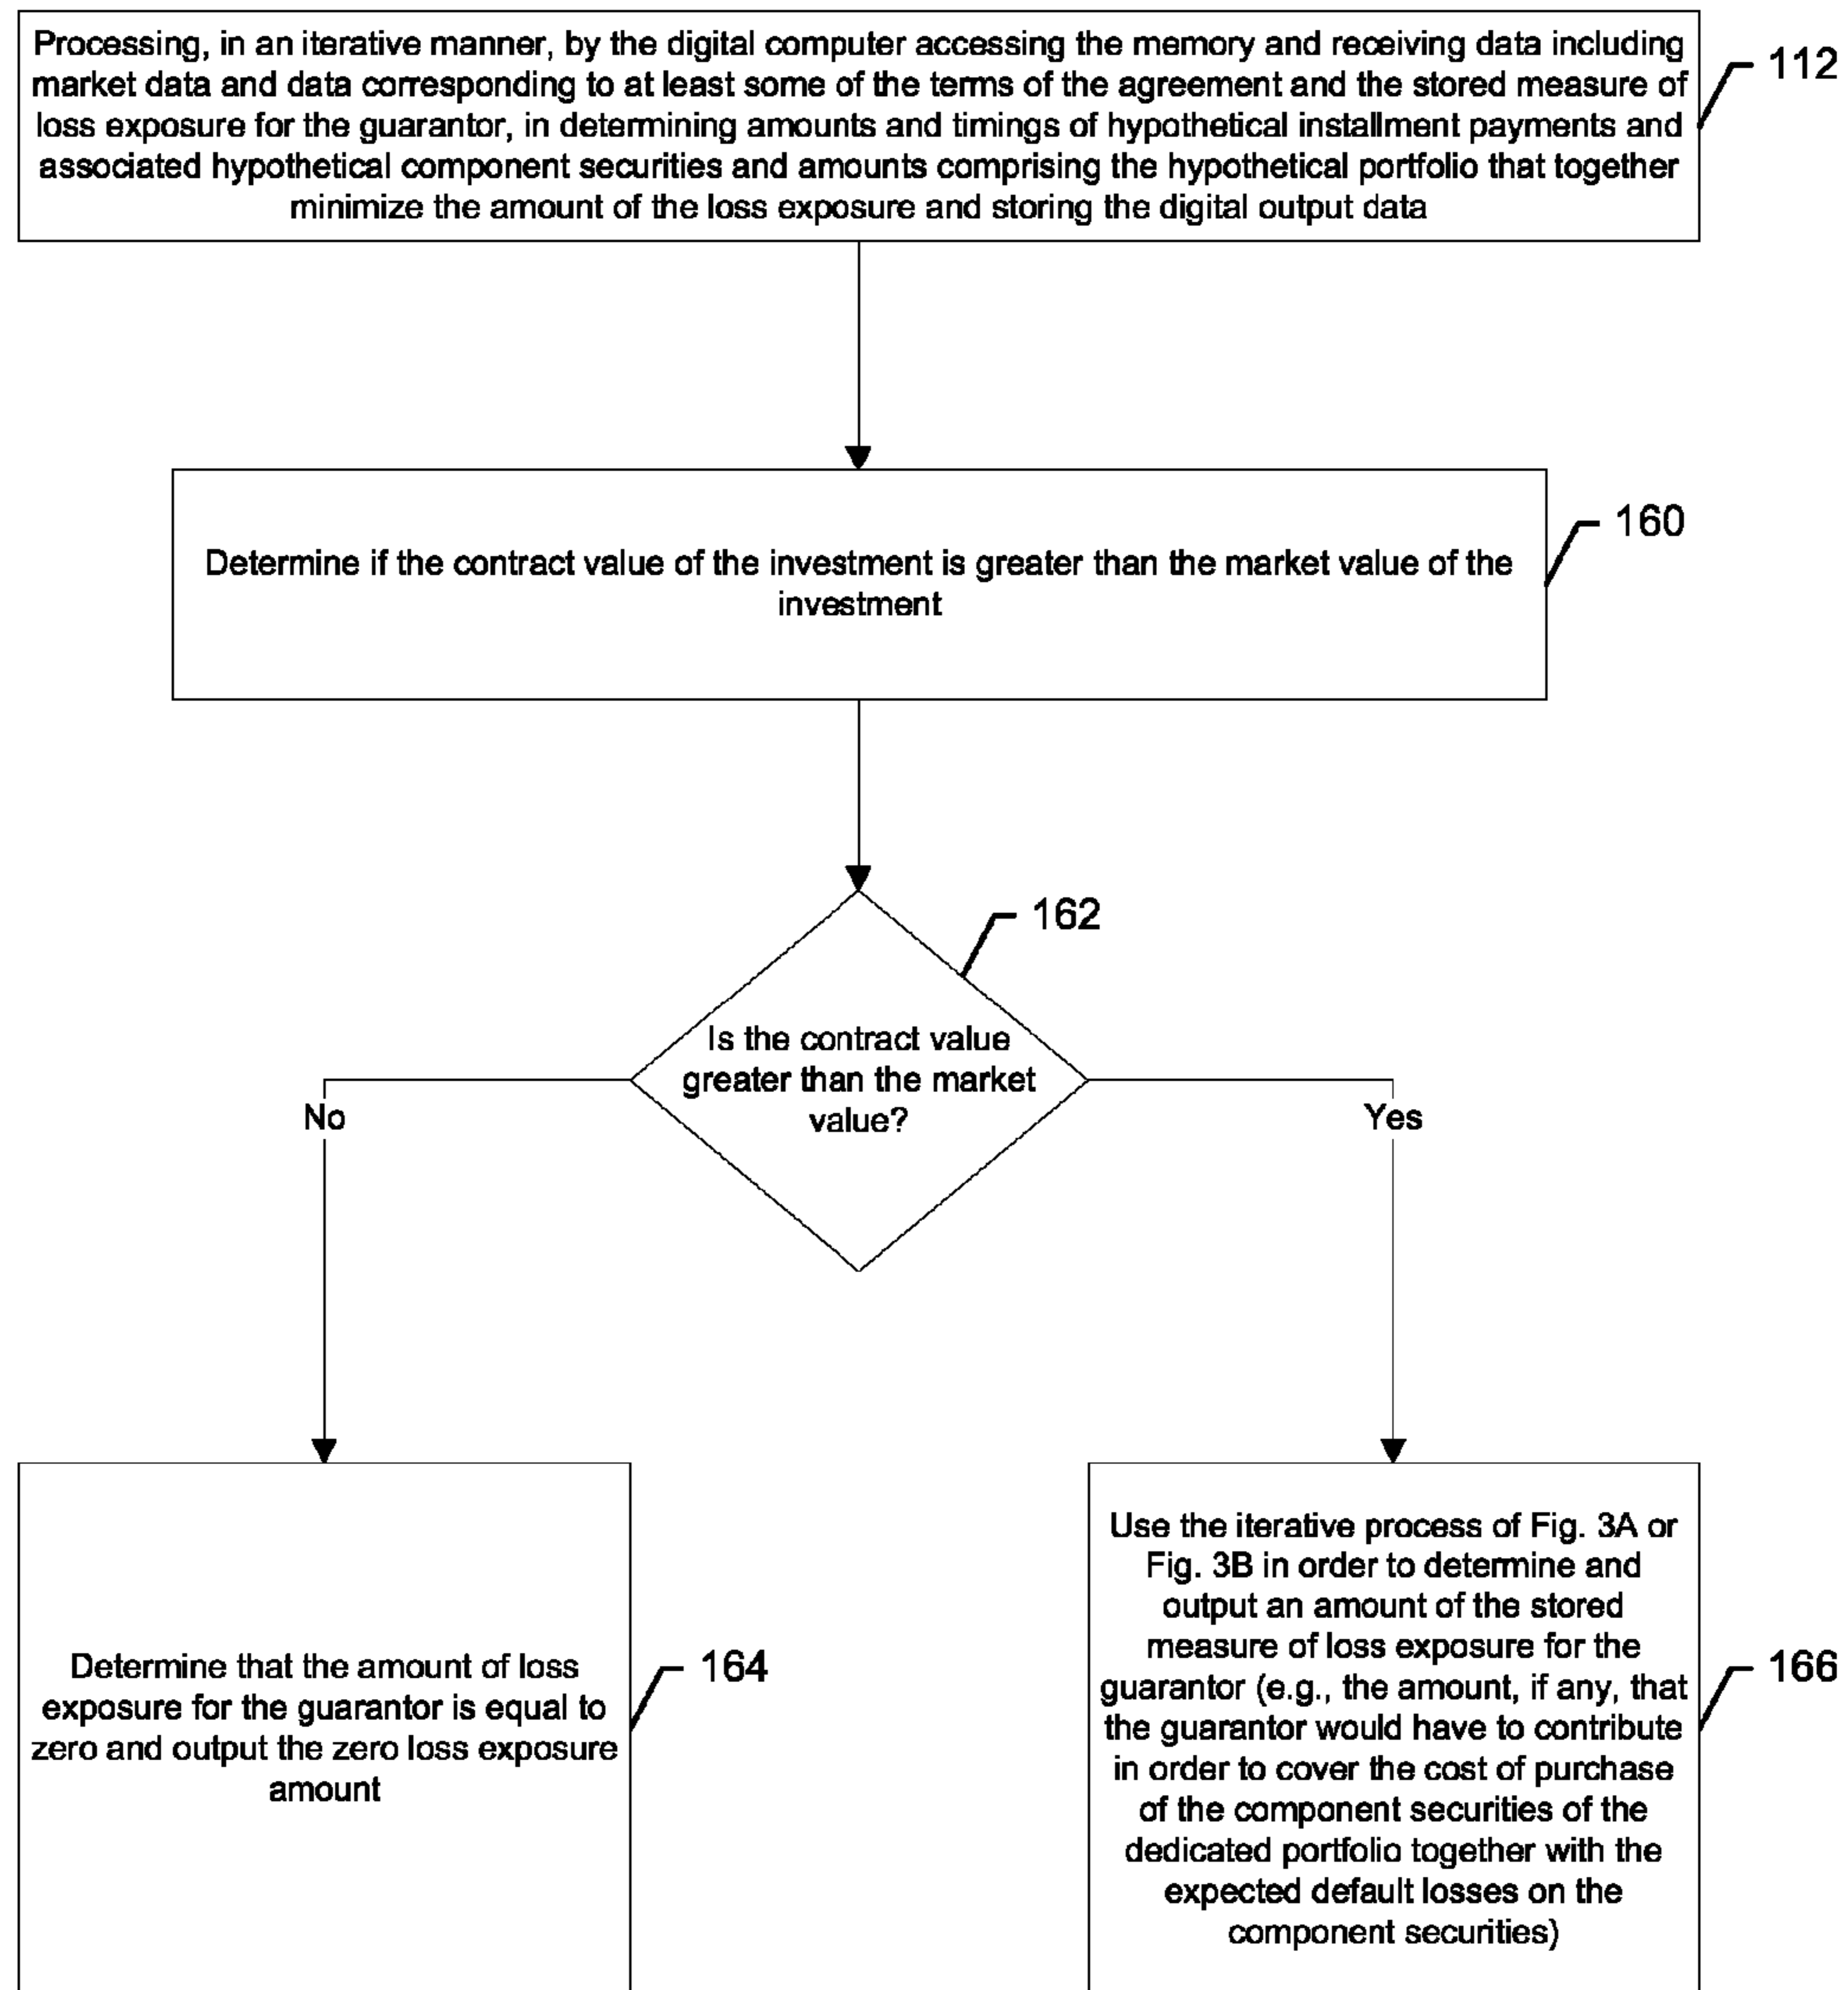 Processing, in an iterative manner, by the digital computer accessing the memory and receiving data including
market data and data corresponding to at least some of the terms of the agreement and the stored measure of
loss exposure for the guarantor, in determining amounts and timings of hypothetical installment payments and
associated hypothetical component securities and amounts comprising the hypothetical portfolio that together
minimize the amount of the loss exposure and storing the digital output data
112
Determine if the contract value of the investment is greater than the market value of the
investment
160
162
Is the contract value
greater than the market
value?
No
Yes
Determine that the amount of loss
exposure for the guarantor is equal to
zero and output the zero loss exposure
amount
164
Use the iterative process of Fig. 3A or
Fig. 3B in order to determine and
output an amount of the stored
measure of loss exposure for the
guarantor (e.g., the amount, if any, that
the guarantor would have to contribute
in order to cover the cost of purchase
of the component securities of the
dedicated portfolio together with the
expected default losses on the
component securities)
166